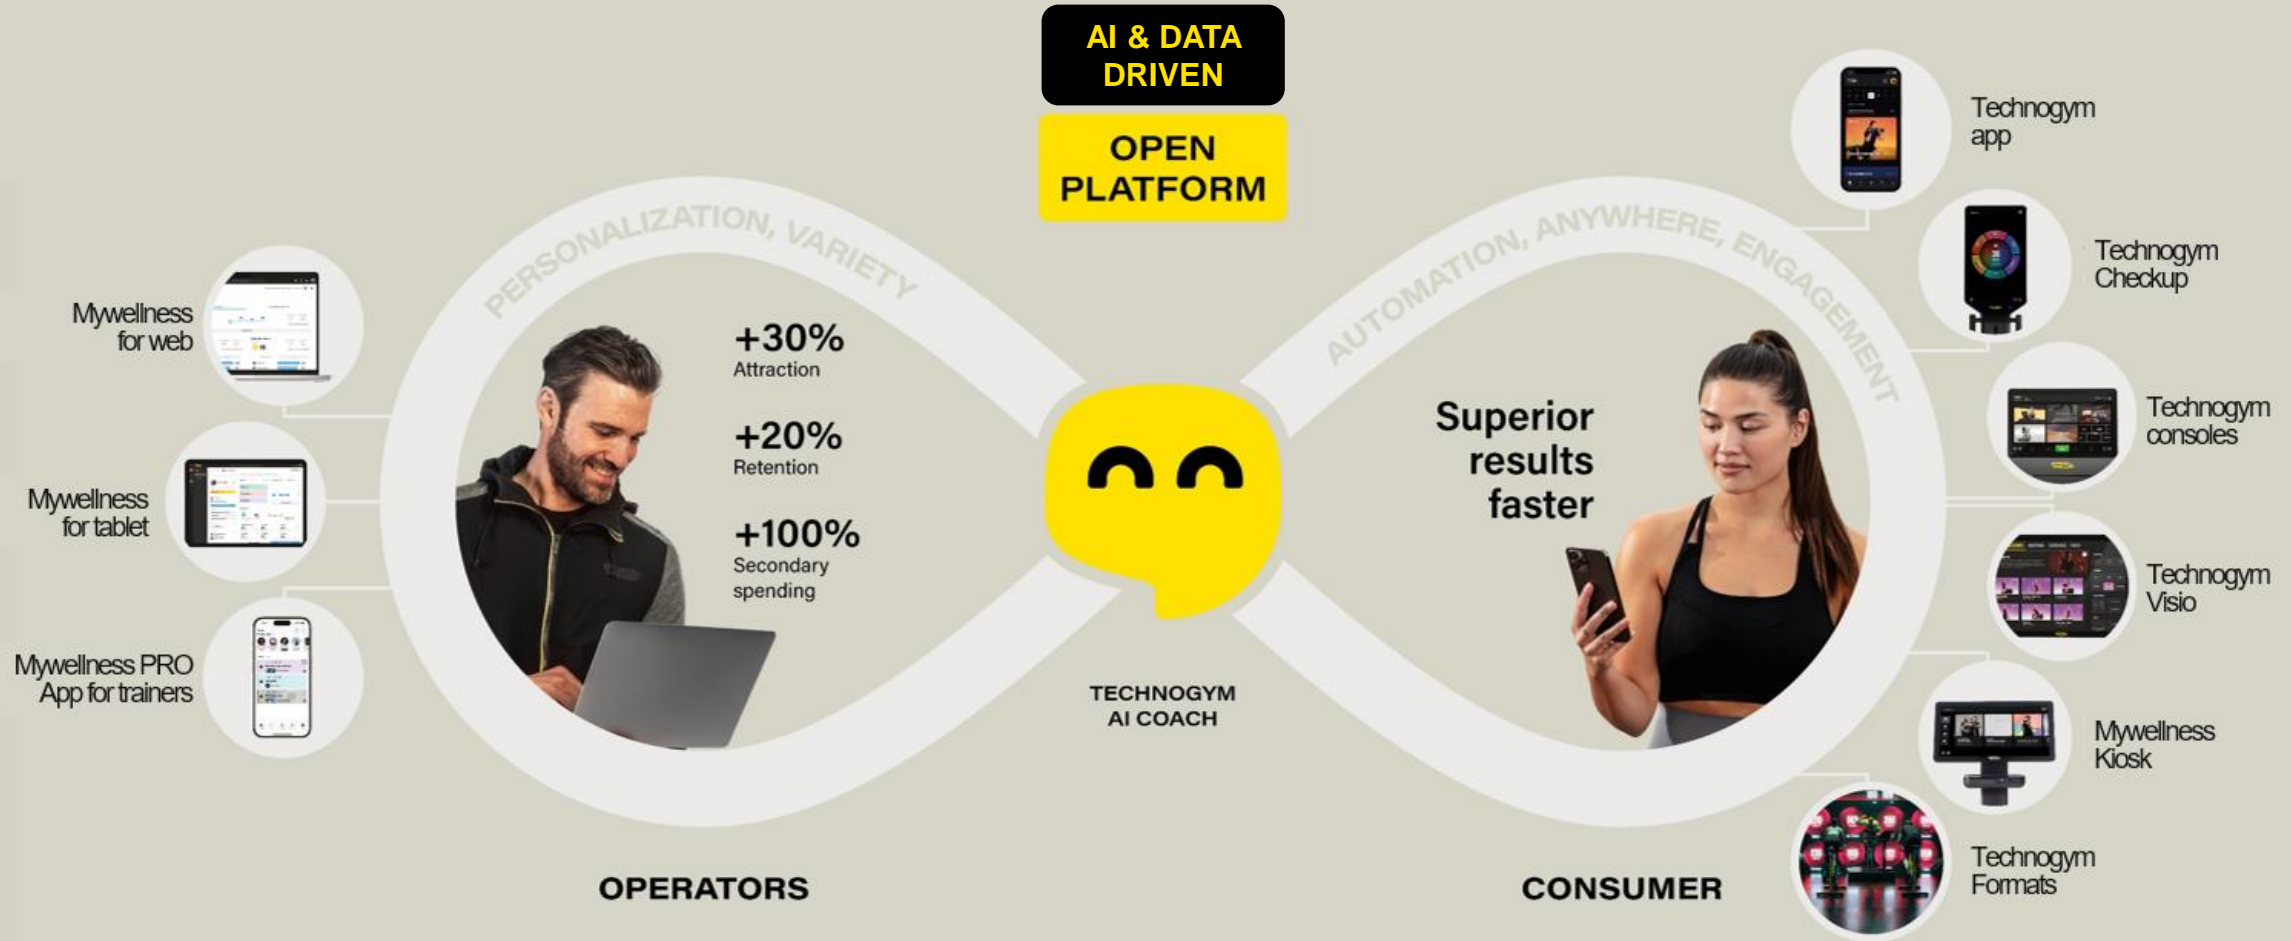 AI & DATA
DRIVEN
OPEN
PLATFORM
PERSONALIZATION, VARIETY
AUTOMATION, ANYWHERE, ENGAGEMENT
Mywellness
for web
Mywellness
for tablet
Mywellness PRO
App for trainers
+30%
Attraction
+20%
Retention
+100%
Secondary
spending
TECHNOGYM
AI COACH
Superior
results
faster
Technogym
app
Technogym
Checkup
Technogym
consoles
Technogym
Visio
Mywellness
Kiosk
Technogym
Formats
OPERATORS
CONSUMER